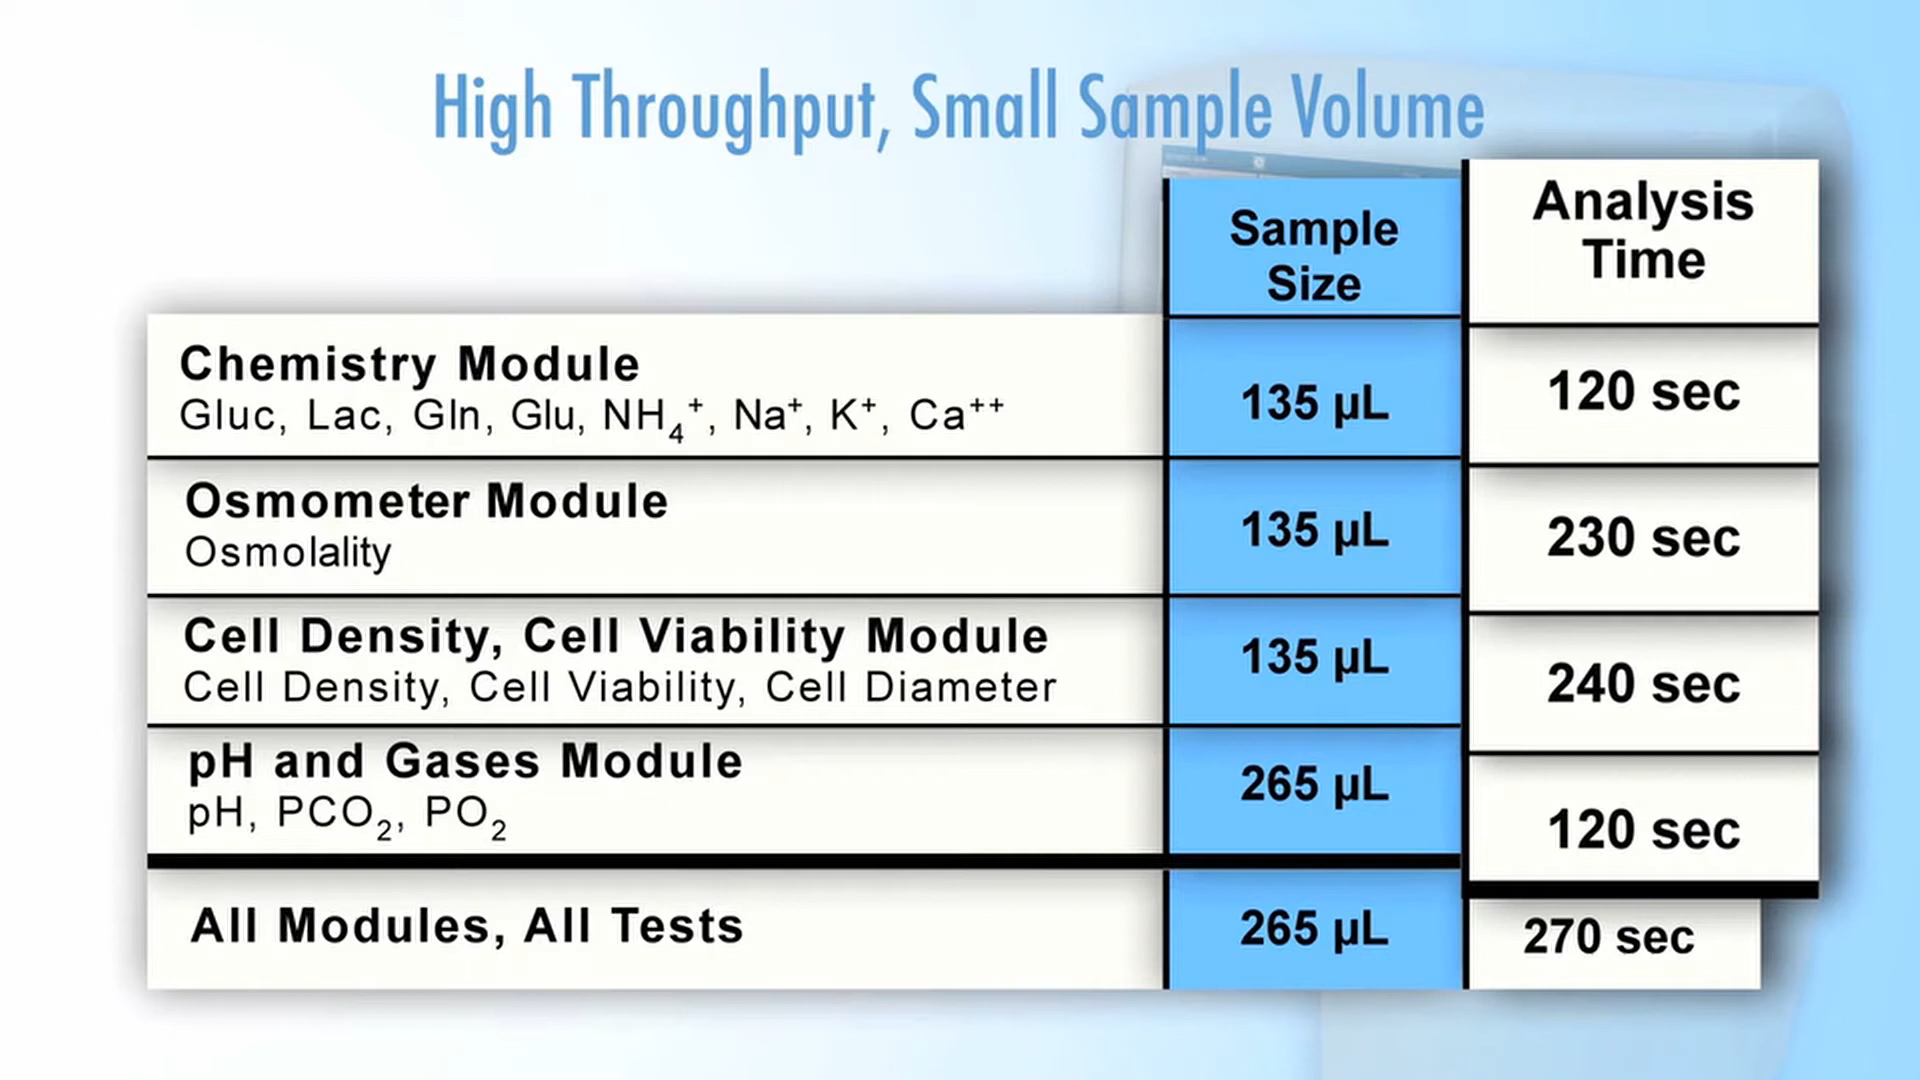 High Throughput, Small Sample Volume
Sample Size
Analysis Time
Chemistry Module
Gluc, Lac, Gln, Glu, NH₄⁺, Na⁺, K⁺, Ca⁺⁺
135 µL
120 sec
Osmometer Module
Osmolality
135 µL
230 sec
Cell Density, Cell Viability Module
Cell Density, Cell Viability, Cell Diameter
135 µL
240 sec
pH and Gases Module
pH, PCO₂, PO₂
265 µL
120 sec
All Modules, All Tests
265 µL
270 sec